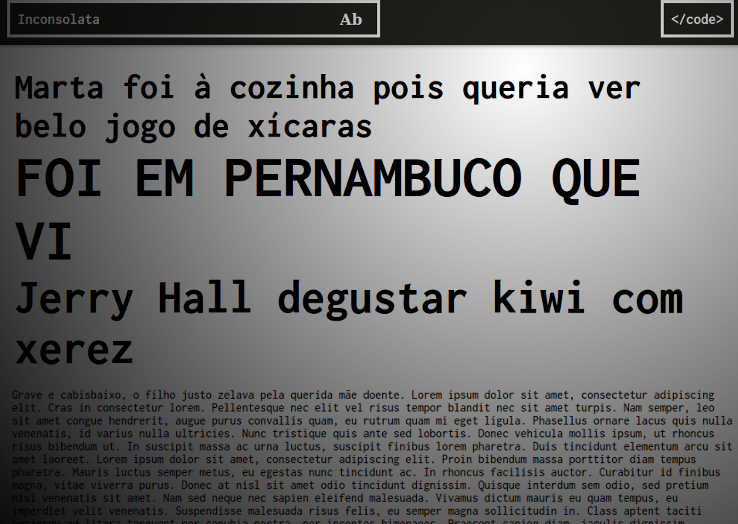 Inconsolata Ab </code>
Marta foi à cozinha pois queria ver
belo jogo de xícaras
FOI EM PERNAMBUCO QUE
VI
Jerry Hall degustar kiwi com
xerez
Grave e cabisbaixo, o filho justo zelava pela querida mãe doente. Lorem ipsum dolor sit amet, consectetur adipiscing
elit. Cras in consectetur lorem. Pellentesque nec elit vel risus tempor blandit nec sit amet turpis. Nam semper, leo
sit amet congue hendrerit, augue purus convallis quam, eu rutrum quam mi eget ligula. Phasellus ornare lacus quis nulla
venenatis, id varius nulla ultricies. Nunc tristique quis ante sed lobortis. Donec vehicula mollis ipsum, ut rhoncus
risus bibendum ut. In suscipit massa ac urna luctus, suscipit finibus lorem pharetra. Duis tincidunt elementum arcu sit
amet laoreet. Lorem ipsum dolor sit amet, consectetur adipiscing elit. Proin bibendum massa porttitor diam tempus
pharetra. Mauris luctus semper metus, eu egestas nunc tincidunt ac. In rhoncus facilisis auctor. Curabitur id finibus
magna, vitae viverra purus. Donec at nisl sit amet odio tincidunt dignissim. Quisque interdum sem odio, sed pretium
nisi venenatis sit amet. Nam sed neque nec sapien eleifend malesuada. Vivamus dictum mauris eu quam tempus, eu
imperdiet velit venenatis. Suspendisse malesuada risus felis, eu semper magna sollicitudin in. Class aptent taciti